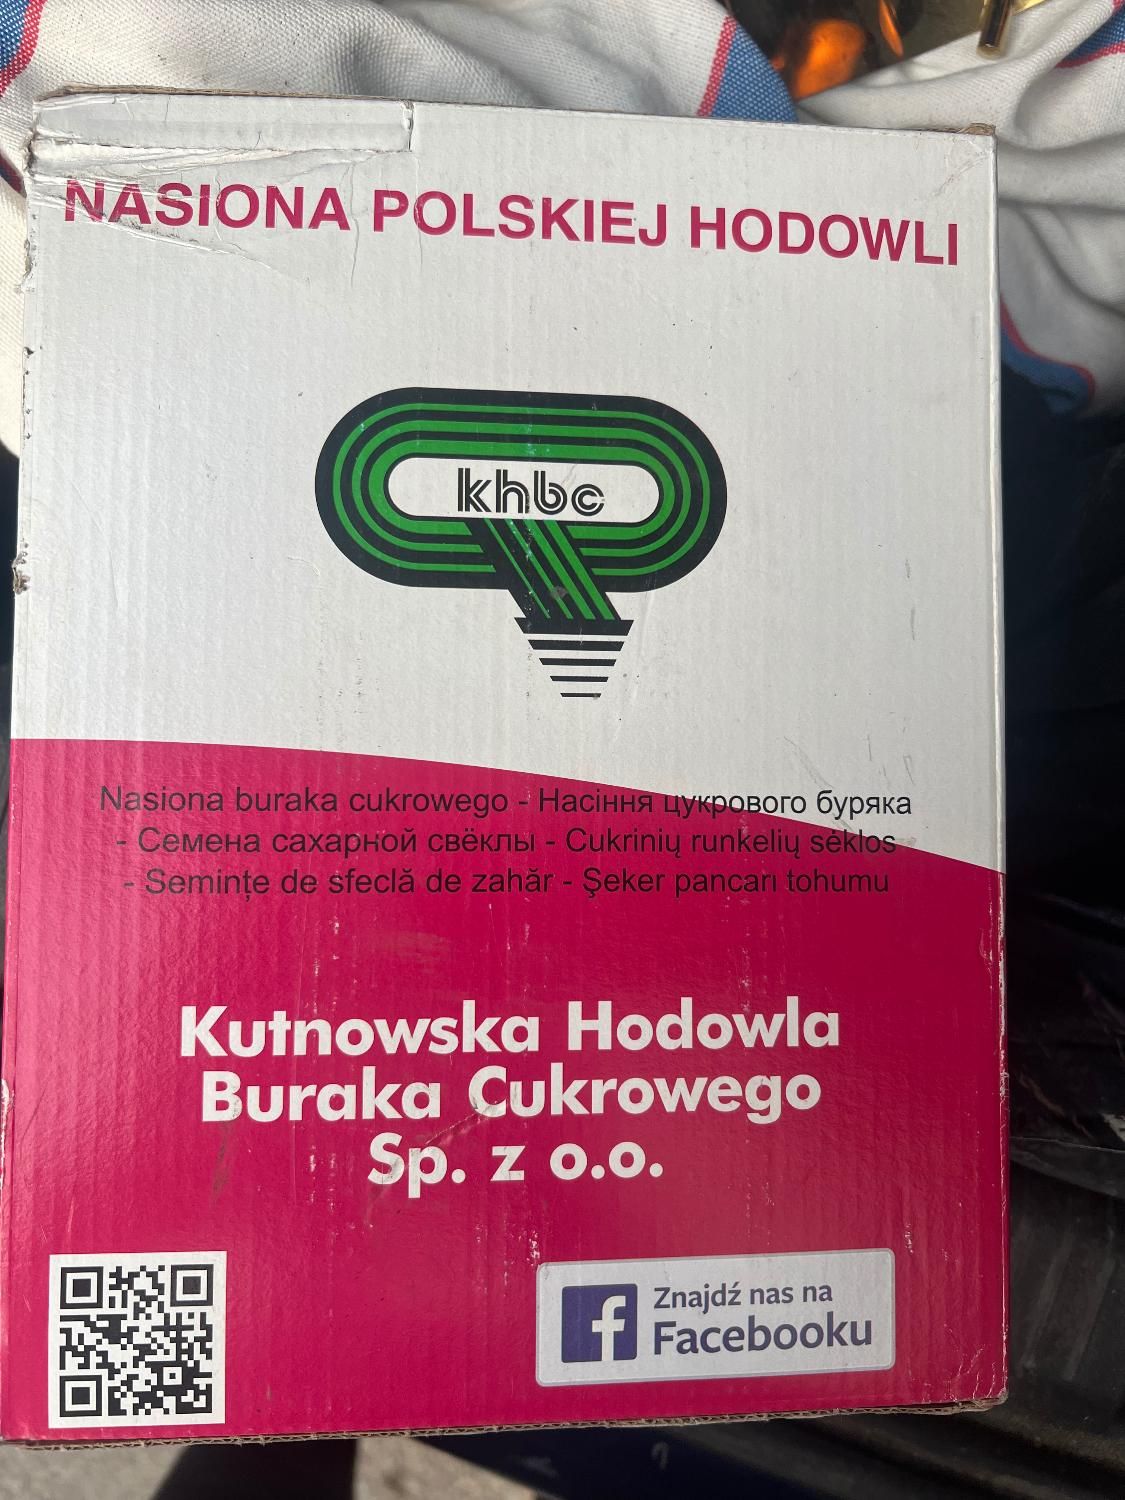 NASIONA POLSKIEJ HODOWLI
khbc
Nasiona buraka cukrowego - Насіння цукрового буряка
- Семена сахарной свёклы - Cukrinių runkelių sėklos
- Semințe de sfeclă de zahăr - Şeker pancarı tohumu
Kutnowska Hodowla
Buraka Cukrowego
Sp. z o.o.
Znajdź nas na
Facebooku